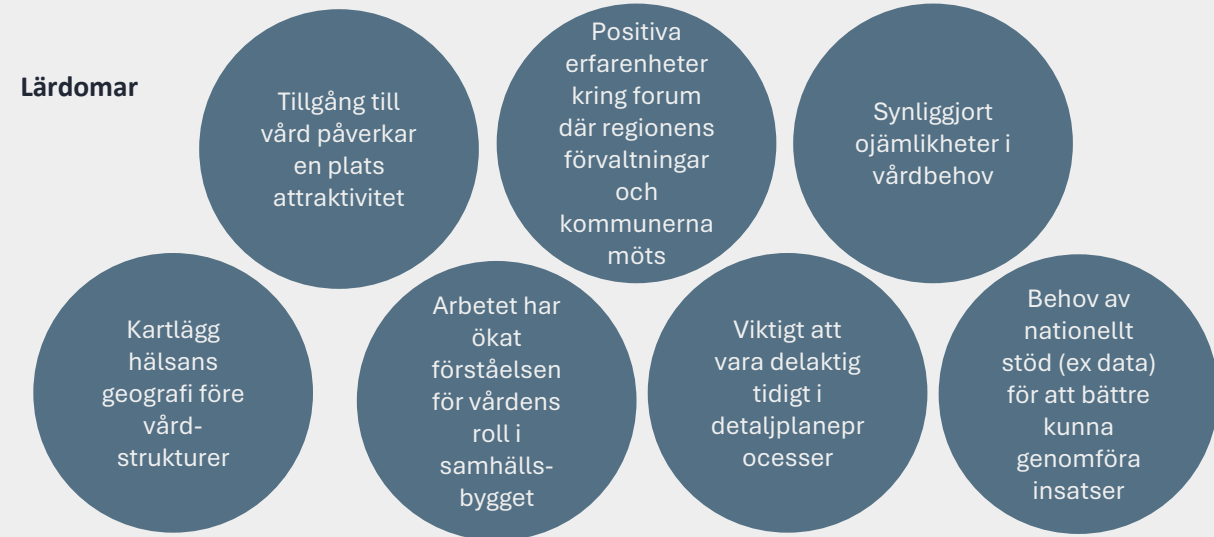 Lärdomar
Tillgång till
vård påverkar
en plats
attraktivitet
Positiva
erfarenheter
kring forum
där regionens
förvaltningar
och
kommunerna
möts
Synliggjort
ojämlikheter i
vårdbehov
Kartlägg
hälsans
geografi före
vård-
strukturer
Arbetet har
ökat
förståelsen
för vårdens
roll i
samhälls-
bygget
Viktigt att
vara delaktig
tidigt i
detaljplanepr
ocesser
Behov av
nationellt
stöd (ex data)
för att bättre
kunna
genomföra
insatser